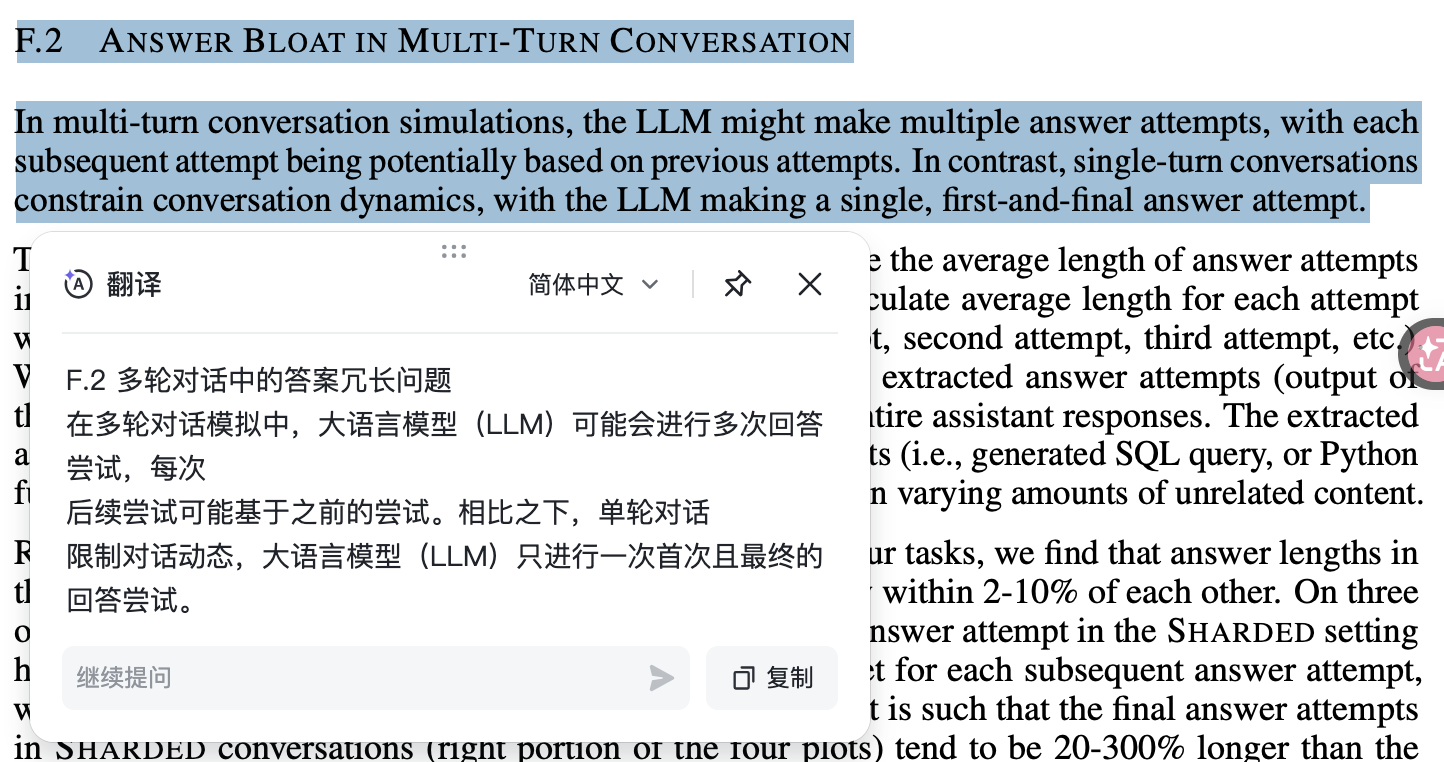 F.2 ANSWER BLOAT IN MULTI-TURN CONVERSATION
In multi-turn conversation simulations, the LLM might make multiple answer attempts, with each
subsequent attempt being potentially based on previous attempts. In contrast, single-turn conversations
constrain conversation dynamics, with the LLM making a single, first-and-final answer attempt.
the average length of answer attempts
average length for each attempt
second attempt, third attempt, etc.)
extracted answer attempts (output of
assistant responses. The extracted
(i.e., generated SQL query, or Python
varying amounts of unrelated content.
tasks, we find that answer lengths in
within 2-10% of each other. On three
attempt in the SHARDED setting
for each subsequent answer attempt,
is such that the final answer attempts
in SHARDED conversations (right portion of the four plots) tend to be 20-300% longer than the
翻译
简体中文
F.2 多轮对话中的答案冗长问题
在多轮对话模拟中，大语言模型（LLM）可能会进行多次回答
尝试，每次
后续尝试可能基于之前的尝试。相比之下，单轮对话
限制对话动态，大语言模型（LLM）只进行一次首次且最终的
回答尝试。
继续提问
复制